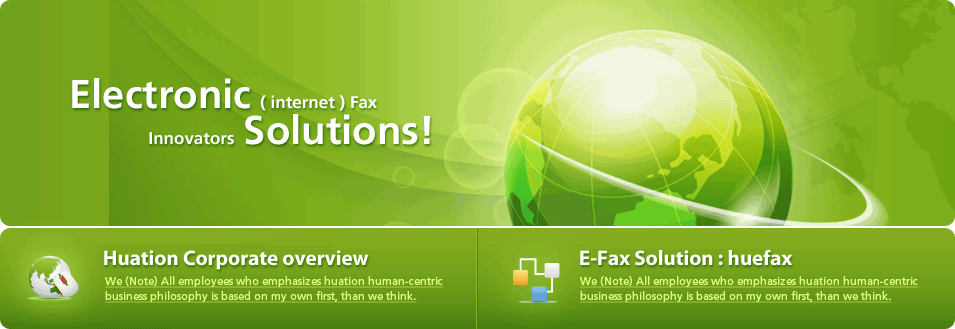 Electronic ( internet ) Fax
Innovators Solutions!
Huation Corporate overview
We (Note) All employees who emphasizes huation human-centric
business philosophy is based on my own first, than we think.
E-Fax Solution : huefax
We (Note) All employees who emphasizes huation human-centric
business philosophy is based on my own first, than we think.